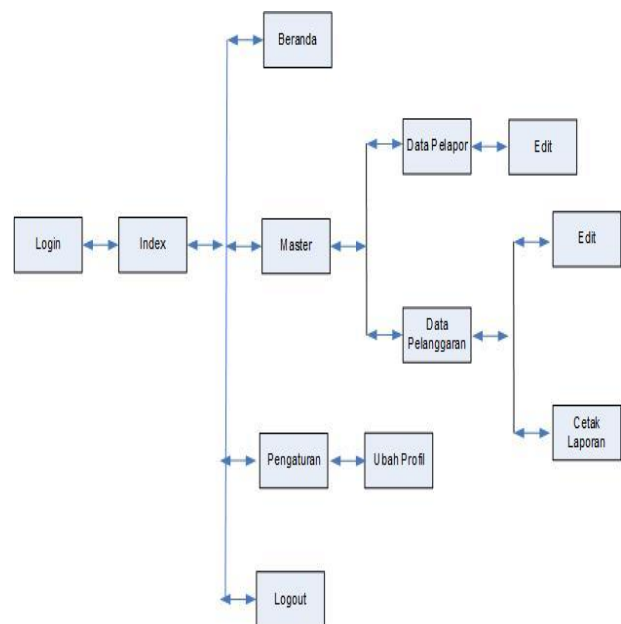 Beranda
Data Pelapor
Edit
Login
Index
Master
Edit
Data
Pelanggaran
Cetak
Laporan
Pengaturan
Ubah Profil
Logout